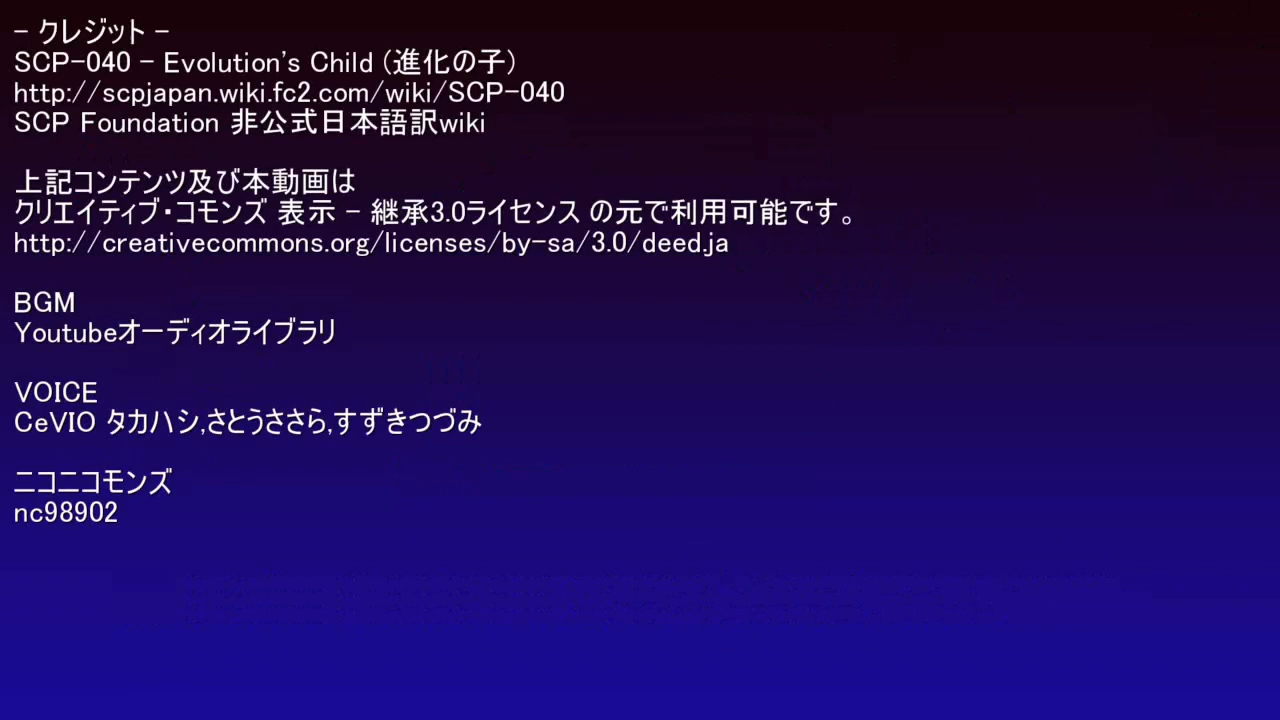 - クレジット -
SCP-040 - Evolution's Child (進化の子)
http://scpjapan.wiki.fc2.com/wiki/SCP-040
SCP Foundation 非公式日本語訳wiki
上記コンテンツ及び本動画は
クリエイティブ・コモンズ 表示 - 継承3.0ライセンス の元で利用可能です。
http://creativecommons.org/licenses/by-sa/3.0/deed.ja
BGM
Youtubeオーディオライブラリ
VOICE
CeVIO タカハシ,さとうささら,すずきつづみ
ニコニコモンズ
nc98902